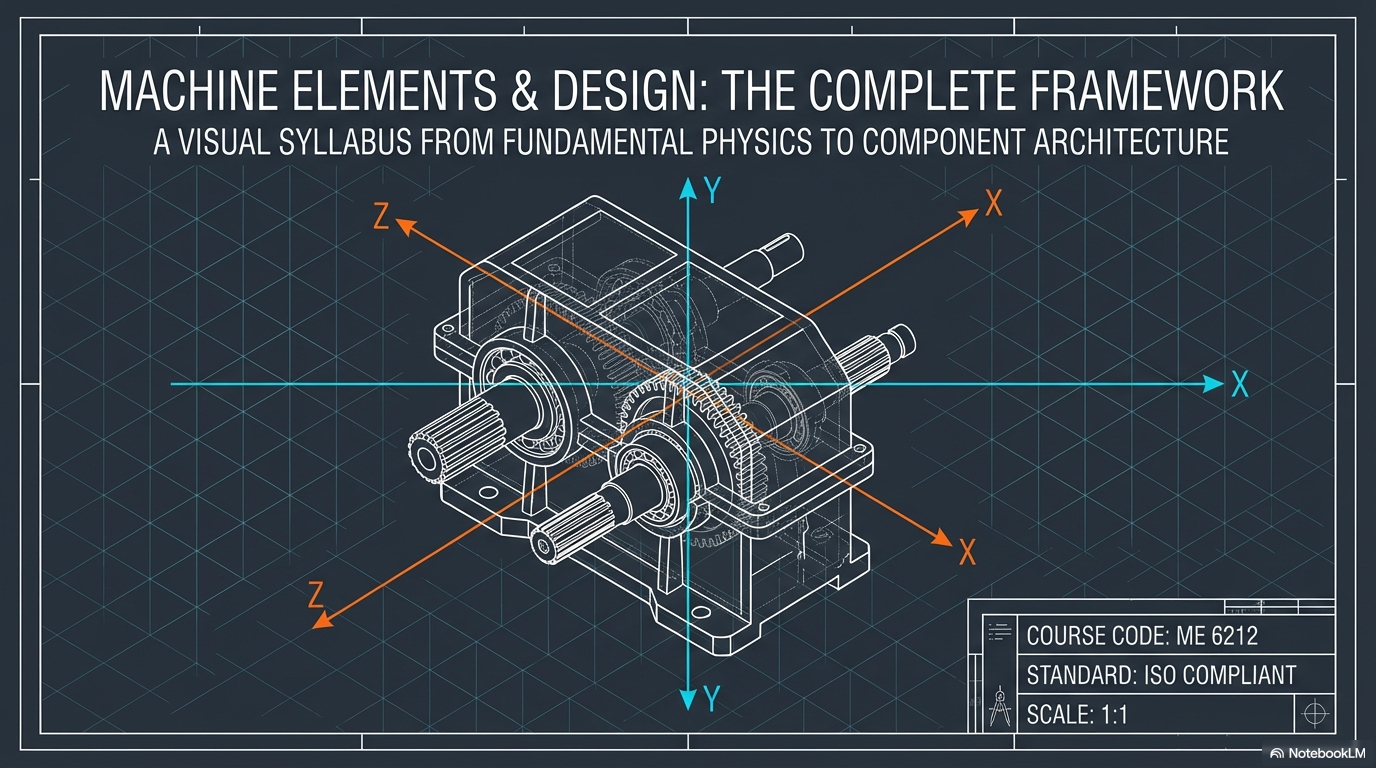 MACHINE ELEMENTS & DESIGN: THE COMPLETE FRAMEWORK
A VISUAL SYLLABUS FROM FUNDAMENTAL PHYSICS TO COMPONENT ARCHITECTURE
Y
Z
X
X
X
Z
Y
COURSE CODE: ME 6212
STANDARD: ISO COMPLIANT
SCALE: 1:1
NotebookLM